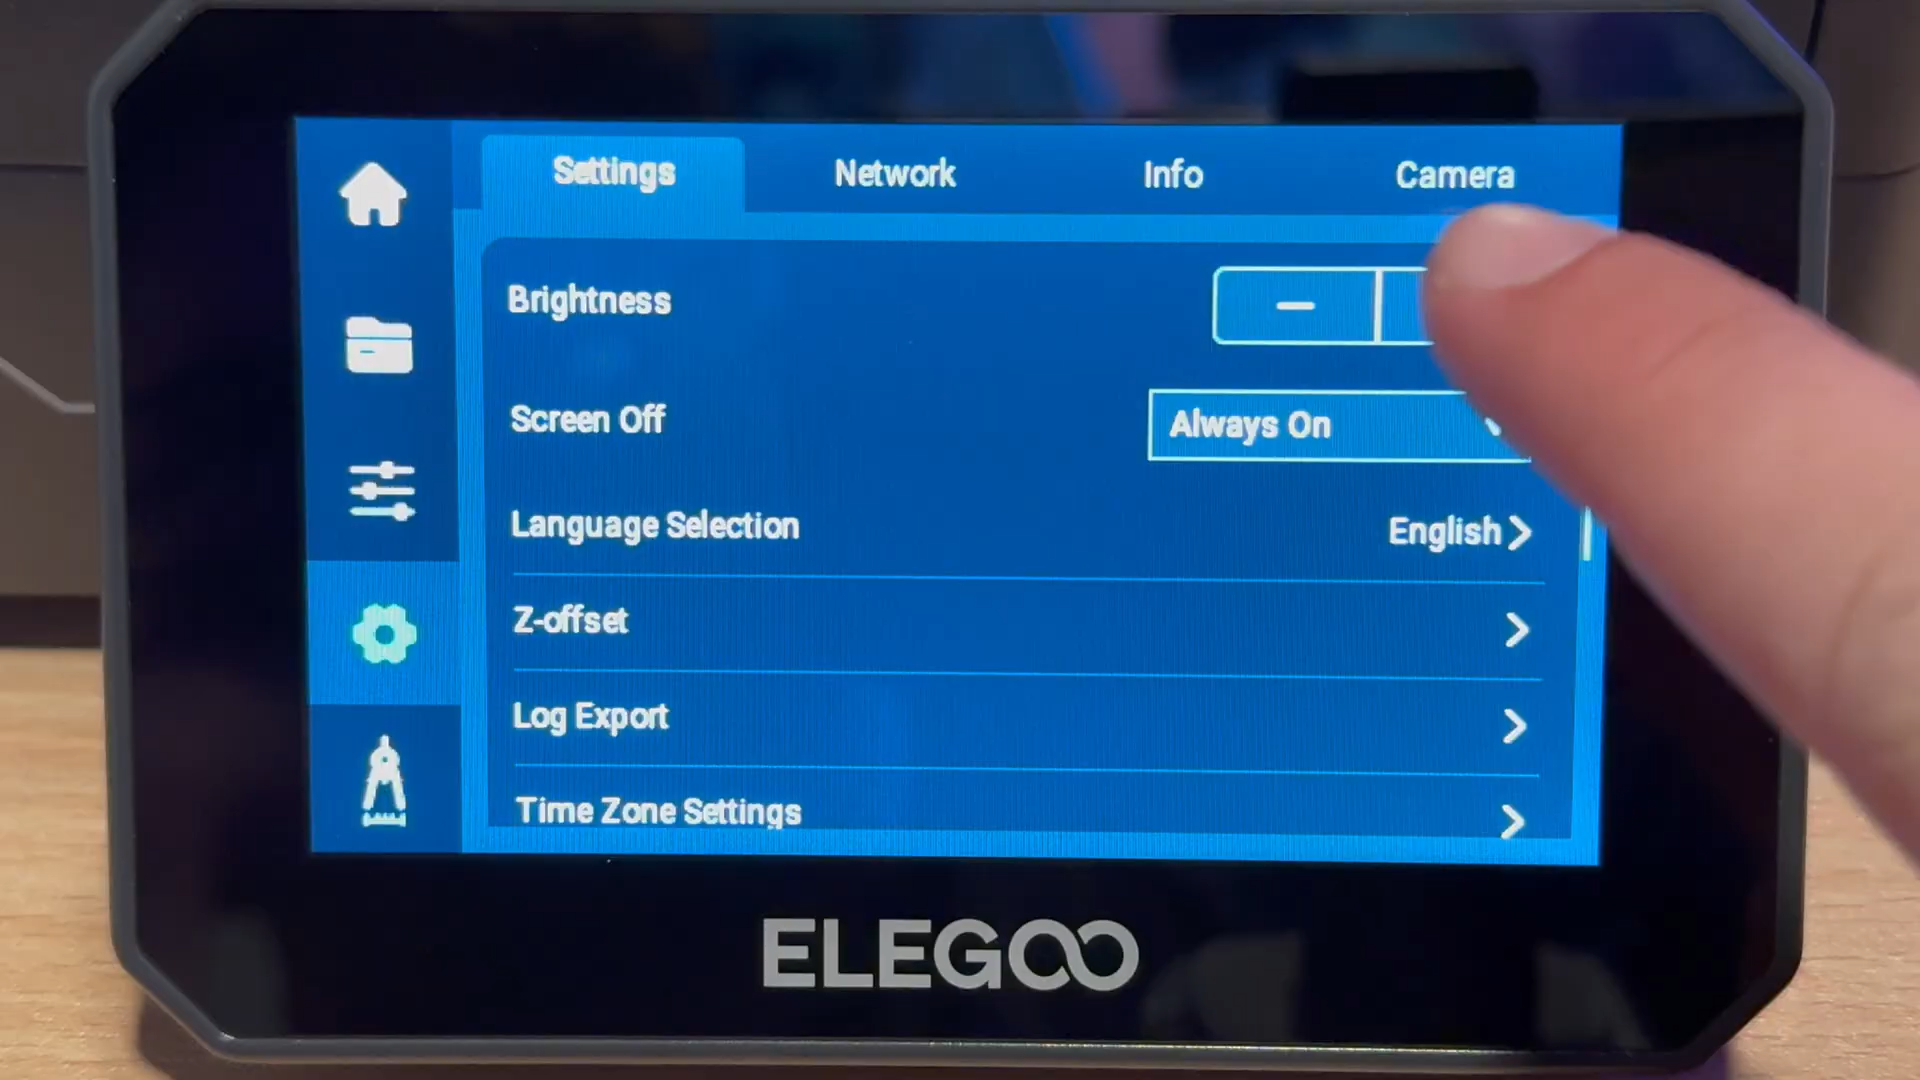 Settings
Network
Info
Camera
Brightness
Screen Off
Always On
Language Selection
English
Z-offset
Log Export
Time Zone Settings
ELEGOO